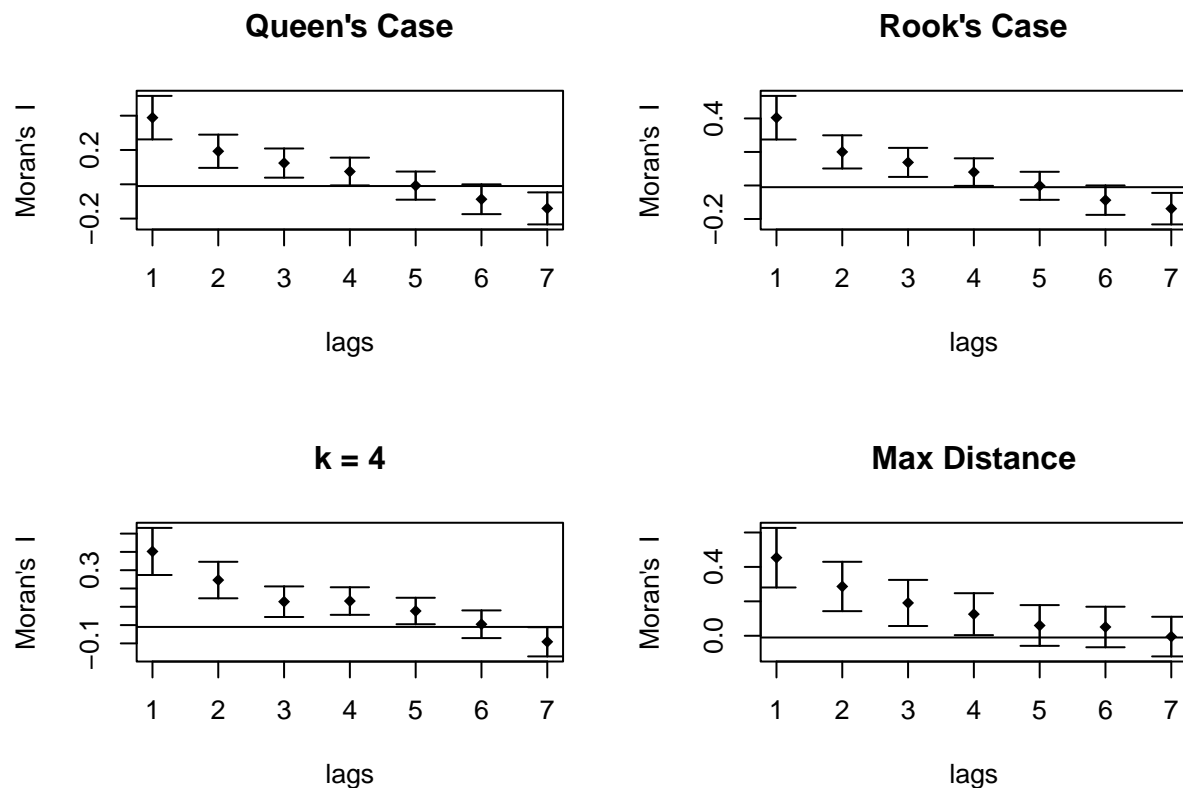 Queen's Case
Moran's I
0.2
−0.2
1 2 3 4 5 6 7
lags
Rook's Case
Moran's I
0.4
−0.2
1 2 3 4 5 6 7
lags
k = 4
Moran's I
0.3
−0.1
1 2 3 4 5 6 7
lags
Max Distance
Moran's I
0.4
0.0
1 2 3 4 5 6 7
lags